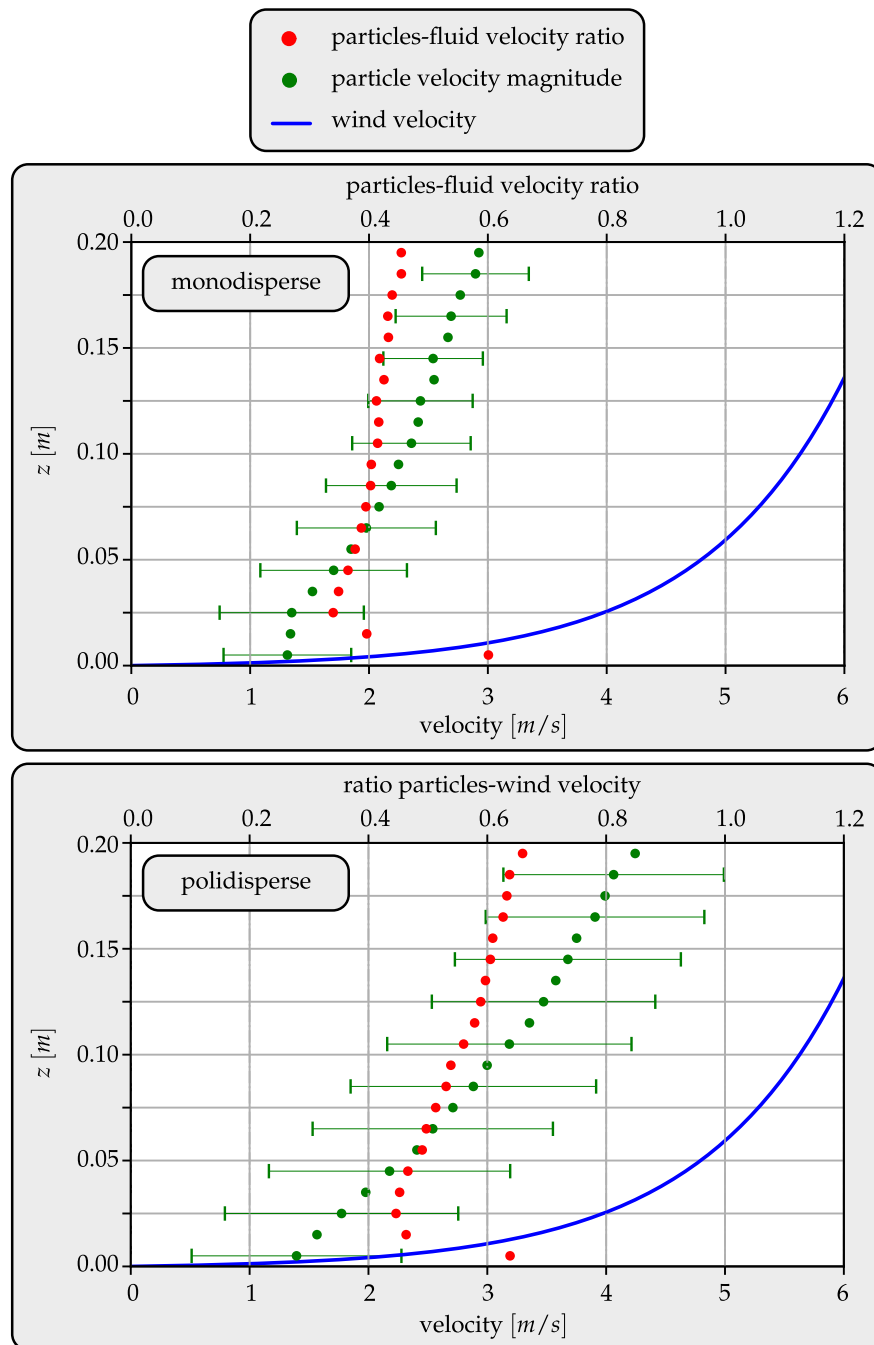 particles-fluid velocity ratio
particle velocity magnitude
wind velocity
particles-fluid velocity ratio
0.0 0.2 0.4 0.6 0.8 1.0 1.2
monodisperse
0.20
0.15
0.10
0.05
0.00
z [m]
0 1 2 3 4 5 6
velocity [m/s]
ratio particles-wind velocity
0.0 0.2 0.4 0.6 0.8 1.0 1.2
polidisperse
0.20
0.15
0.10
0.05
0.00
z [m]
0 1 2 3 4 5 6
velocity [m/s]